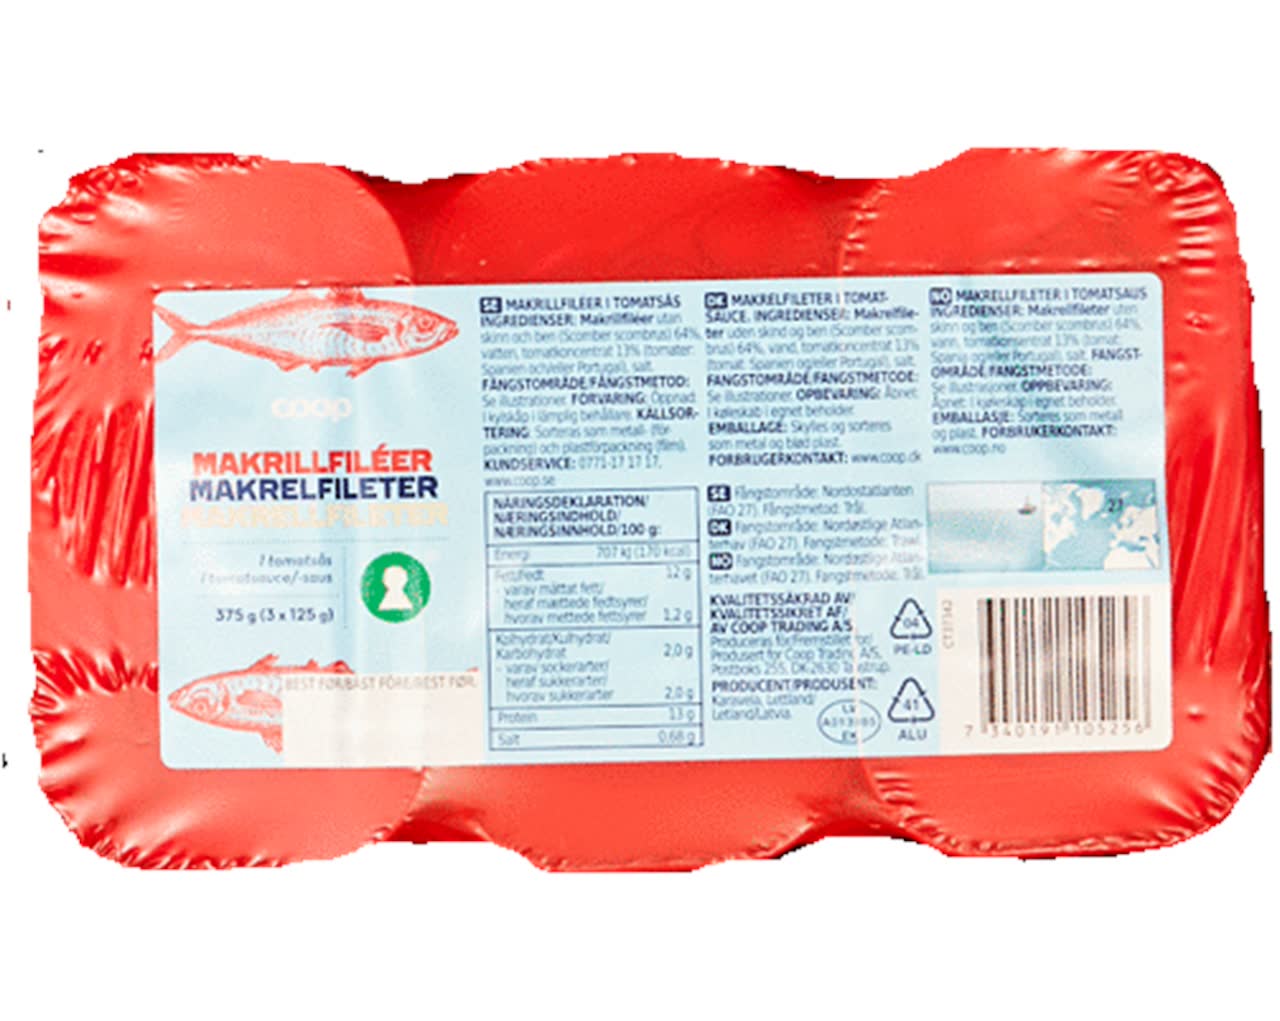 coop
MAKRILLFILÉER
MAKRELFILETER
MAKRELLFILETER
I tomatsås
I tomatsauce/-saus
375 g (3 x 125 g)
BEST FØR/BÄST FÖRE/BEST FØR,
SE MAKRILLFILÉER I TOMATSÅS
INGREDIENSER: Makrillfiléer utan
skinn och ben (Scomber scombrus) 64%,
vatten, tomatkoncentrat 13% (tomater:
Spanien och/eller Portugal), salt.
FÅNGSTOMRÅDE/FÅNGSTMETOD:
Se illustrationer. FÖRVARING: Öppnad
i kylskåp i lämplig behållare. KÄLLSOR-
TERING: Sorteras som metall- (för-
packning) och plastförpackning (film).
KUNDSERVICE: 0771-17 17 17,
www.coop.se
NÄRINGSDEKLARATION/
NÆRINGSINDHOLD/
NÆRINGSINNHOLD/100 g:
Energi 707 kJ (170 kcal)
Fett/Fedt 12 g
- varav mättat fett/
heraf mættede fedtsyrer/
hvorav mettede fettsyrer 1,2 g
Kolhydrat/Kulhydrat/
Karbohydrat 2,0 g
- varav sockerarter/
heraf sukkerarter/
hvorav sukkerarter 2,0 g
Protein 13 g
Salt 0,68 g
DK MAKRELFILETER I TOMAT-
SAUCE. INGREDIENSER: Makrelfile-
ter uden skind og ben (Scomber scom-
brus) 64%, vand, tomatkoncentrat 13%
(tomat: Spanien og/eller Portugal), salt.
FANGSTOMRÅDE/FANGSTMETODE:
Se illustrationer. OPBEVARING: Åbnet:
I køleskab i egnet beholder.
EMBALLAGE: Skylles og sorteres
som metal og blød plast.
FORBRUGERKONTAKT: www.coop.dk
NO MAKRELLFILETER I TOMATSAUS
INGREDIENSER: Makrellfileter uten
skinn og ben (Scomber scombrus) 64%,
vann, tomatkonsentrat 13% (tomat:
Spania og/eller Portugal), salt. FANGST-
OMRÅDE/FANGSTMETODE:
Se illustrasjoner. OPPBEVARING:
Åpnet: I kjøleskap i egnet beholder.
EMBALLASJE: Sorteres som metall
og plast. FORBRUKERKONTAKT:
www.coop.no
SE Fångstområde: Nordostatlanten
(FAO 27). Fångstmetod: Trål.
DK Fangstområde: Nordøstlige Atlan-
terhav (FAO 27). Fangstmetode: Trawl.
NO Fangstområde: Nordøstlige Atlan-
terhavet (FAO 27). Fangstmetode: Trål.
27
KVALITETSSÄKRAD AV/
KVALITETSSIKRET AF/
AV COOP TRADING A/S
Produceras för/Fremstillet for/
Produsert for Coop Trading A/S,
Postboks 255, DK-2630 Taastrup.
PRODUCENT/PRODUSENT:
Karavela, Lettland/
Letland/Latvia.
LV
EK
04
PE-LD
41
ALU
CT37342
7 340191 105256